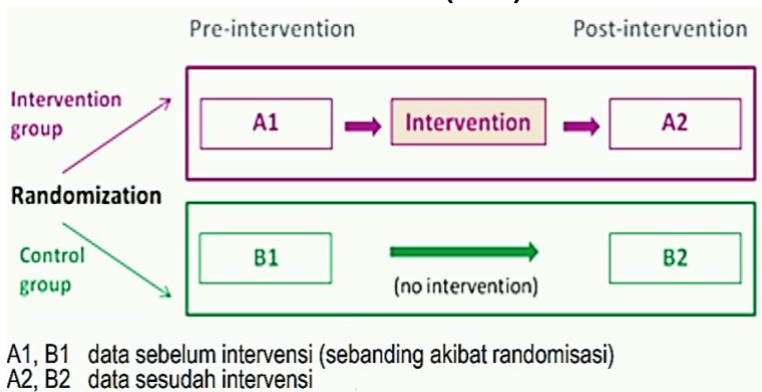 Pre-intervention Post-intervention
Intervention
group
A1 Intervention A2
Randomization
Control
group
B1 B2
(no intervention)
A1, B1 data sebelum intervensi (sebanding akibat randomisasi)
A2, B2 data sesudah intervensi